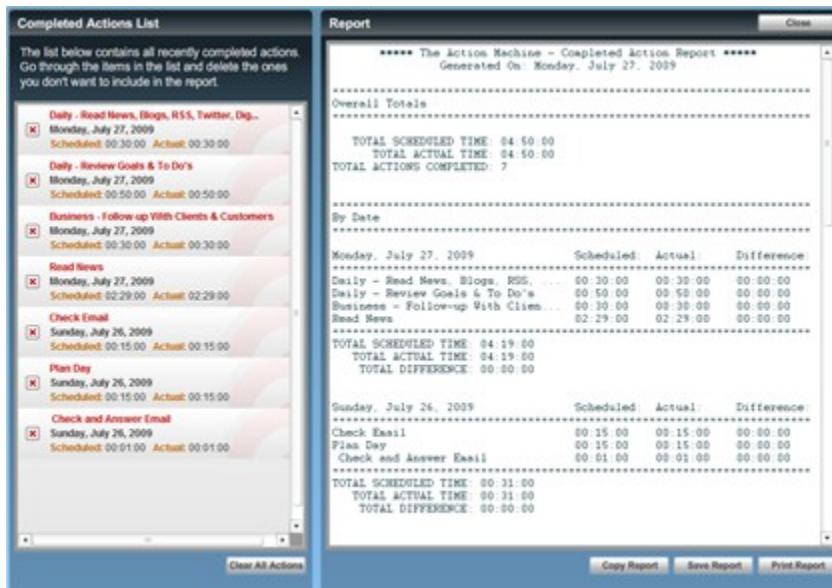 Completed Actions List
The list below contains all recently completed actions.
Go through the items in the list and delete the ones
you don't want to include in the report.
Daily - Read News, Blogs, RSS, Twitter, Dig...
Monday, July 27, 2009
Scheduled: 00:30:00 Actual: 00:30:00
Daily - Review Goals & To Do's
Monday, July 27, 2009
Scheduled: 00:50:00 Actual: 00:50:00
Business - Follow-up With Clients & Customers
Monday, July 27, 2009
Scheduled: 00:30:00 Actual: 00:30:00
Read News
Monday, July 27, 2009
Scheduled: 02:29:00 Actual: 02:29:00
Check Email
Sunday, July 26, 2009
Scheduled: 00:15:00 Actual: 00:15:00
Plan Day
Sunday, July 26, 2009
Scheduled: 00:15:00 Actual: 00:15:00
Check and Answer Email
Sunday, July 26, 2009
Scheduled: 00:01:00 Actual: 00:01:00
Clear All Actions
Report
Close
***** The Action Machine - Completed Action Report *****
Generated On: Monday, July 27, 2009
Overall Totals
TOTAL SCHEDULED TIME: 04:50:00
TOTAL ACTUAL TIME: 04:50:00
TOTAL ACTIONS COMPLETED: 7
By Date
Monday, July 27, 2009 Scheduled: Actual: Difference:
Daily - Read News, Blogs, RSS, ... 00:30:00 00:30:00 00:00:00
Daily - Review Goals & To Do's 00:50:00 00:50:00 00:00:00
Business - Follow-up With Clien... 00:30:00 00:30:00 00:00:00
Read News 02:29:00 02:29:00 00:00:00
TOTAL SCHEDULED TIME: 04:19:00
TOTAL ACTUAL TIME: 04:19:00
TOTAL DIFFERENCE: 00:00:00
Sunday, July 26, 2009 Scheduled: Actual: Difference:
Check Email 00:15:00 00:15:00 00:00:00
Plan Day 00:15:00 00:15:00 00:00:00
Check and Answer Email 00:01:00 00:01:00 00:00:00
TOTAL SCHEDULED TIME: 00:31:00
TOTAL ACTUAL TIME: 00:31:00
TOTAL DIFFERENCE: 00:00:00
Copy Report Save Report Print Report